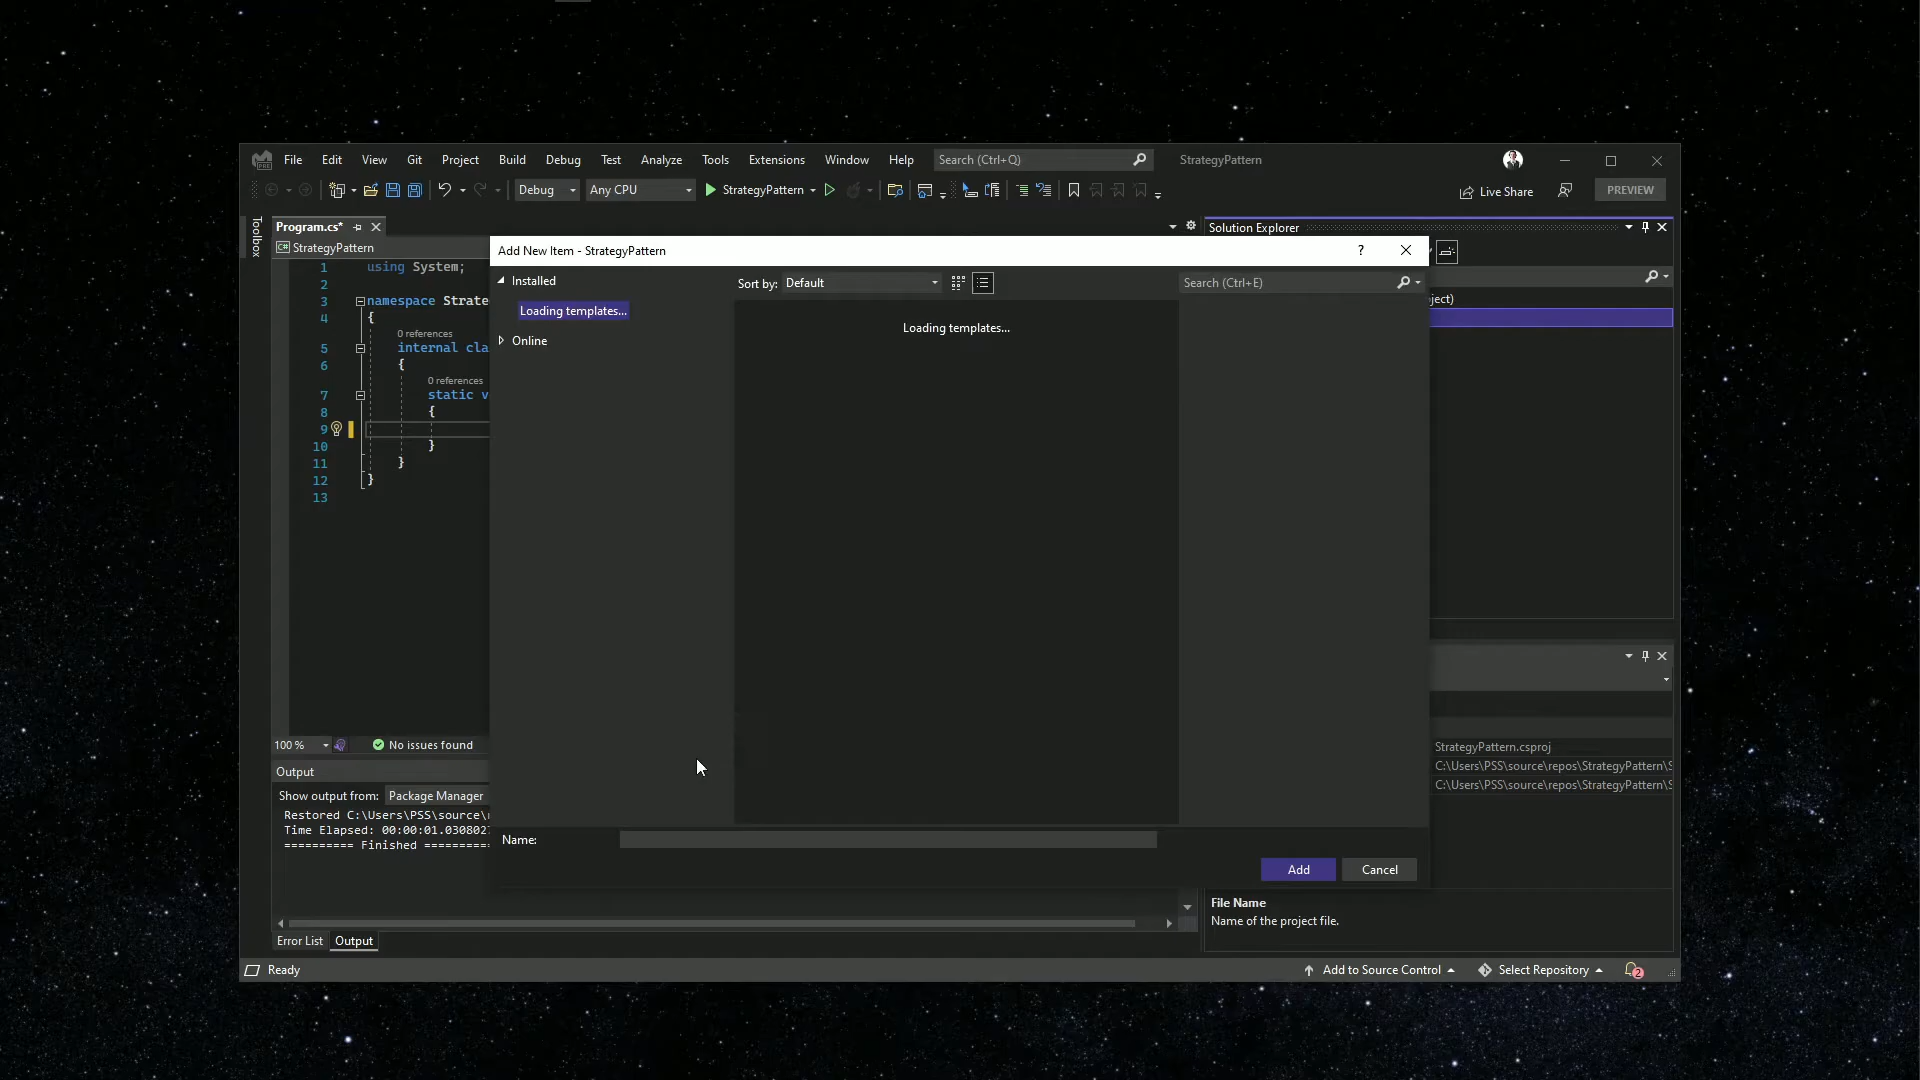 File Edit View Git Project Build Debug Test Analyze Tools Extensions Window Help Search (Ctrl+Q) StrategyPattern
Debug Any CPU StrategyPattern Live Share PREVIEW
Toolbox
Program.cs*
StrategyPattern
1 using System;
2
3 namespace Strate
4 {
0 references
5 internal cla
6 {
0 references
7 static v
8 {
9
10 }
11 }
12 }
13
100 % No issues found
Output
Show output from: Package Manager
Restored C:\Users\PSS\source\
Time Elapsed: 00:00:01.030802
========== Finished =========
Error List Output
Add New Item - StrategyPattern
Installed
Loading templates...
Online
Sort by: Default
Search (Ctrl+E)
Loading templates...
Name:
Add Cancel
Solution Explorer
ject)
StrategyPattern.csproj
C:\Users\PSS\source\repos\StrategyPattern\S
C:\Users\PSS\source\repos\StrategyPattern\S
File Name
Name of the project file.
Ready Add to Source Control Select Repository 2